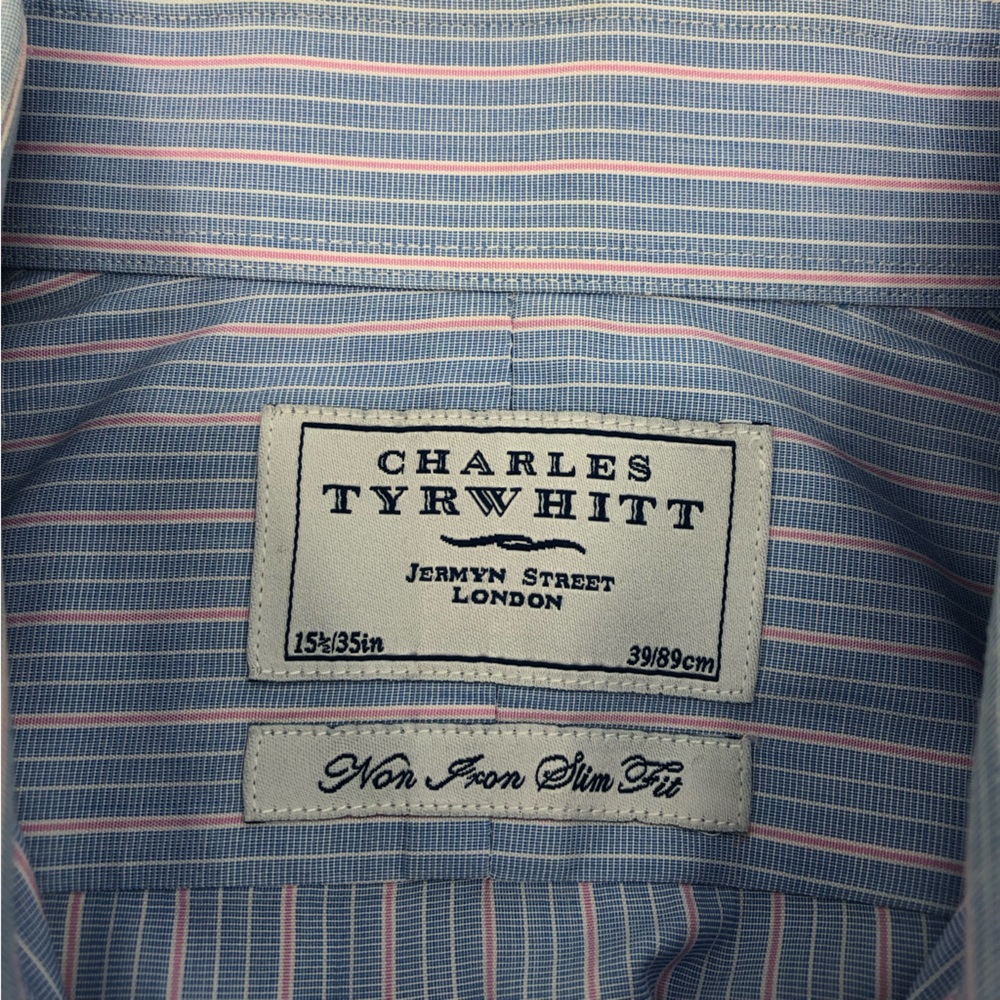 CHARLES
TYRWHITT
JERMYN STREET
LONDON
15½/35in
39/89cm
Non Iron Slim Fit